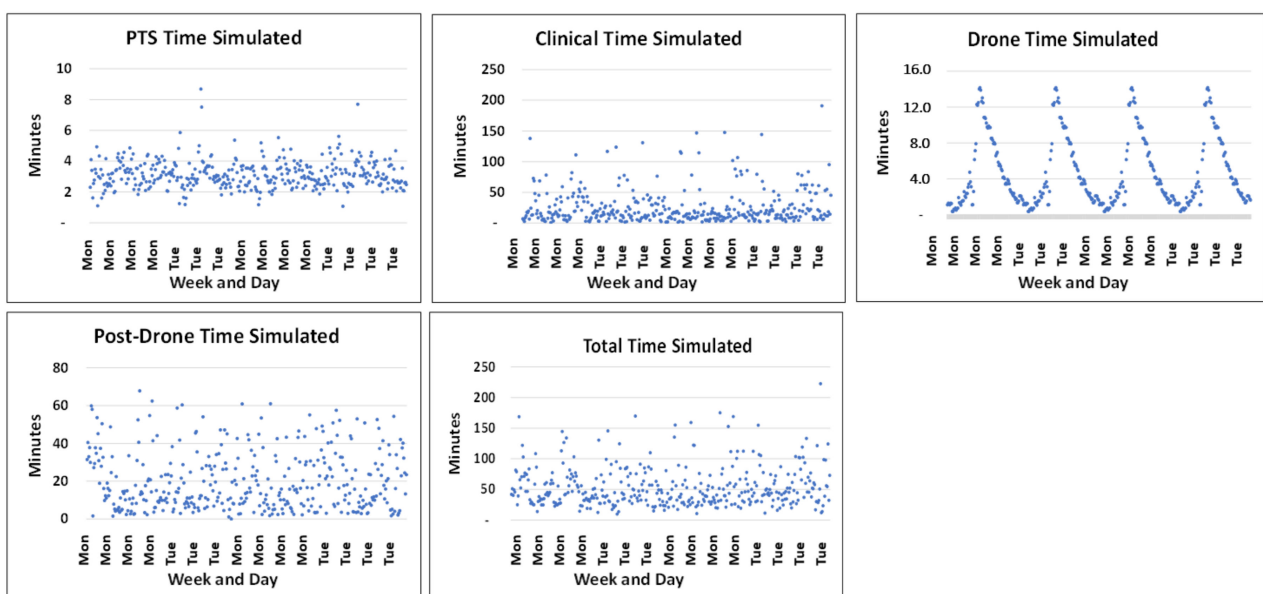 PTS Time Simulated
10
8
6
4
2
-
Minutes
Mon Mon Mon Mon Tue Tue Tue Mon Mon Mon Mon Tue Tue Tue Tue
Week and Day
Clinical Time Simulated
250
200
150
100
50
-
Minutes
Mon Mon Mon Mon Tue Tue Tue Mon Mon Mon Mon Tue Tue Tue Tue
Week and Day
Drone Time Simulated
16.0
12.0
8.0
4.0
-
Minutes
Mon Mon Mon Mon Tue Tue Tue Mon Mon Mon Mon Tue Tue Tue Tue
Week and Day
Post-Drone Time Simulated
80
60
40
20
0
Minutes
Mon Mon Mon Mon Tue Tue Tue Mon Mon Mon Mon Tue Tue Tue Tue
Week and Day
Total Time Simulated
250
200
150
100
50
-
Minutes
Mon Mon Mon Mon Tue Tue Tue Mon Mon Mon Mon Tue Tue Tue Tue
Week and Day